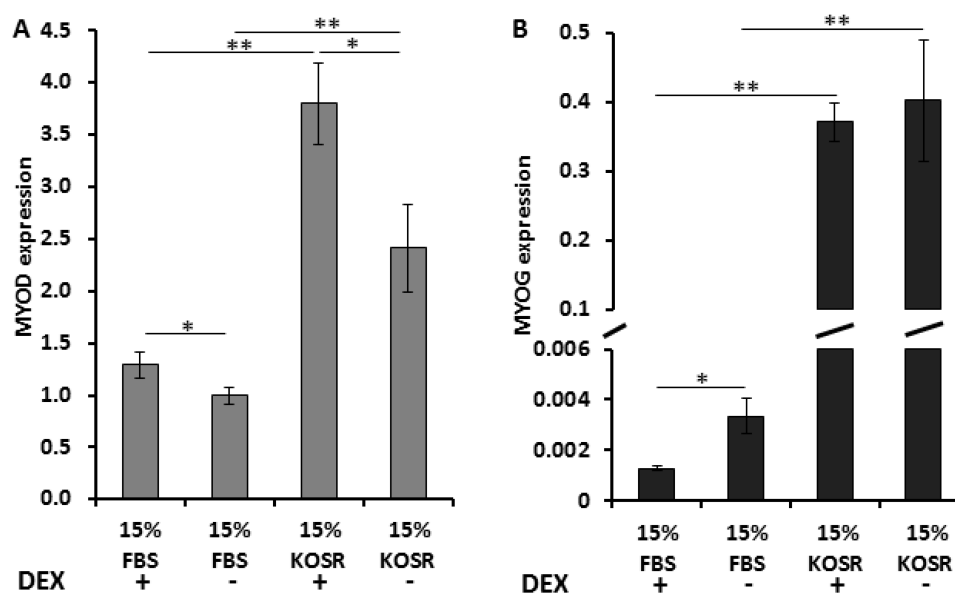 A
MYOD expression
4.5
4.0
3.5
3.0
2.5
2.0
1.5
1.0
0.5
0.0
**
**
*
*
15% 15% 15% 15%
FBS FBS KOSR KOSR
DEX + - + -
B
MYOG expression
0.5
0.4
0.3
0.2
0.1
0.006
0.004
0.002
0
**
**
*
15% 15% 15% 15%
FBS FBS KOSR KOSR
DEX + - + -